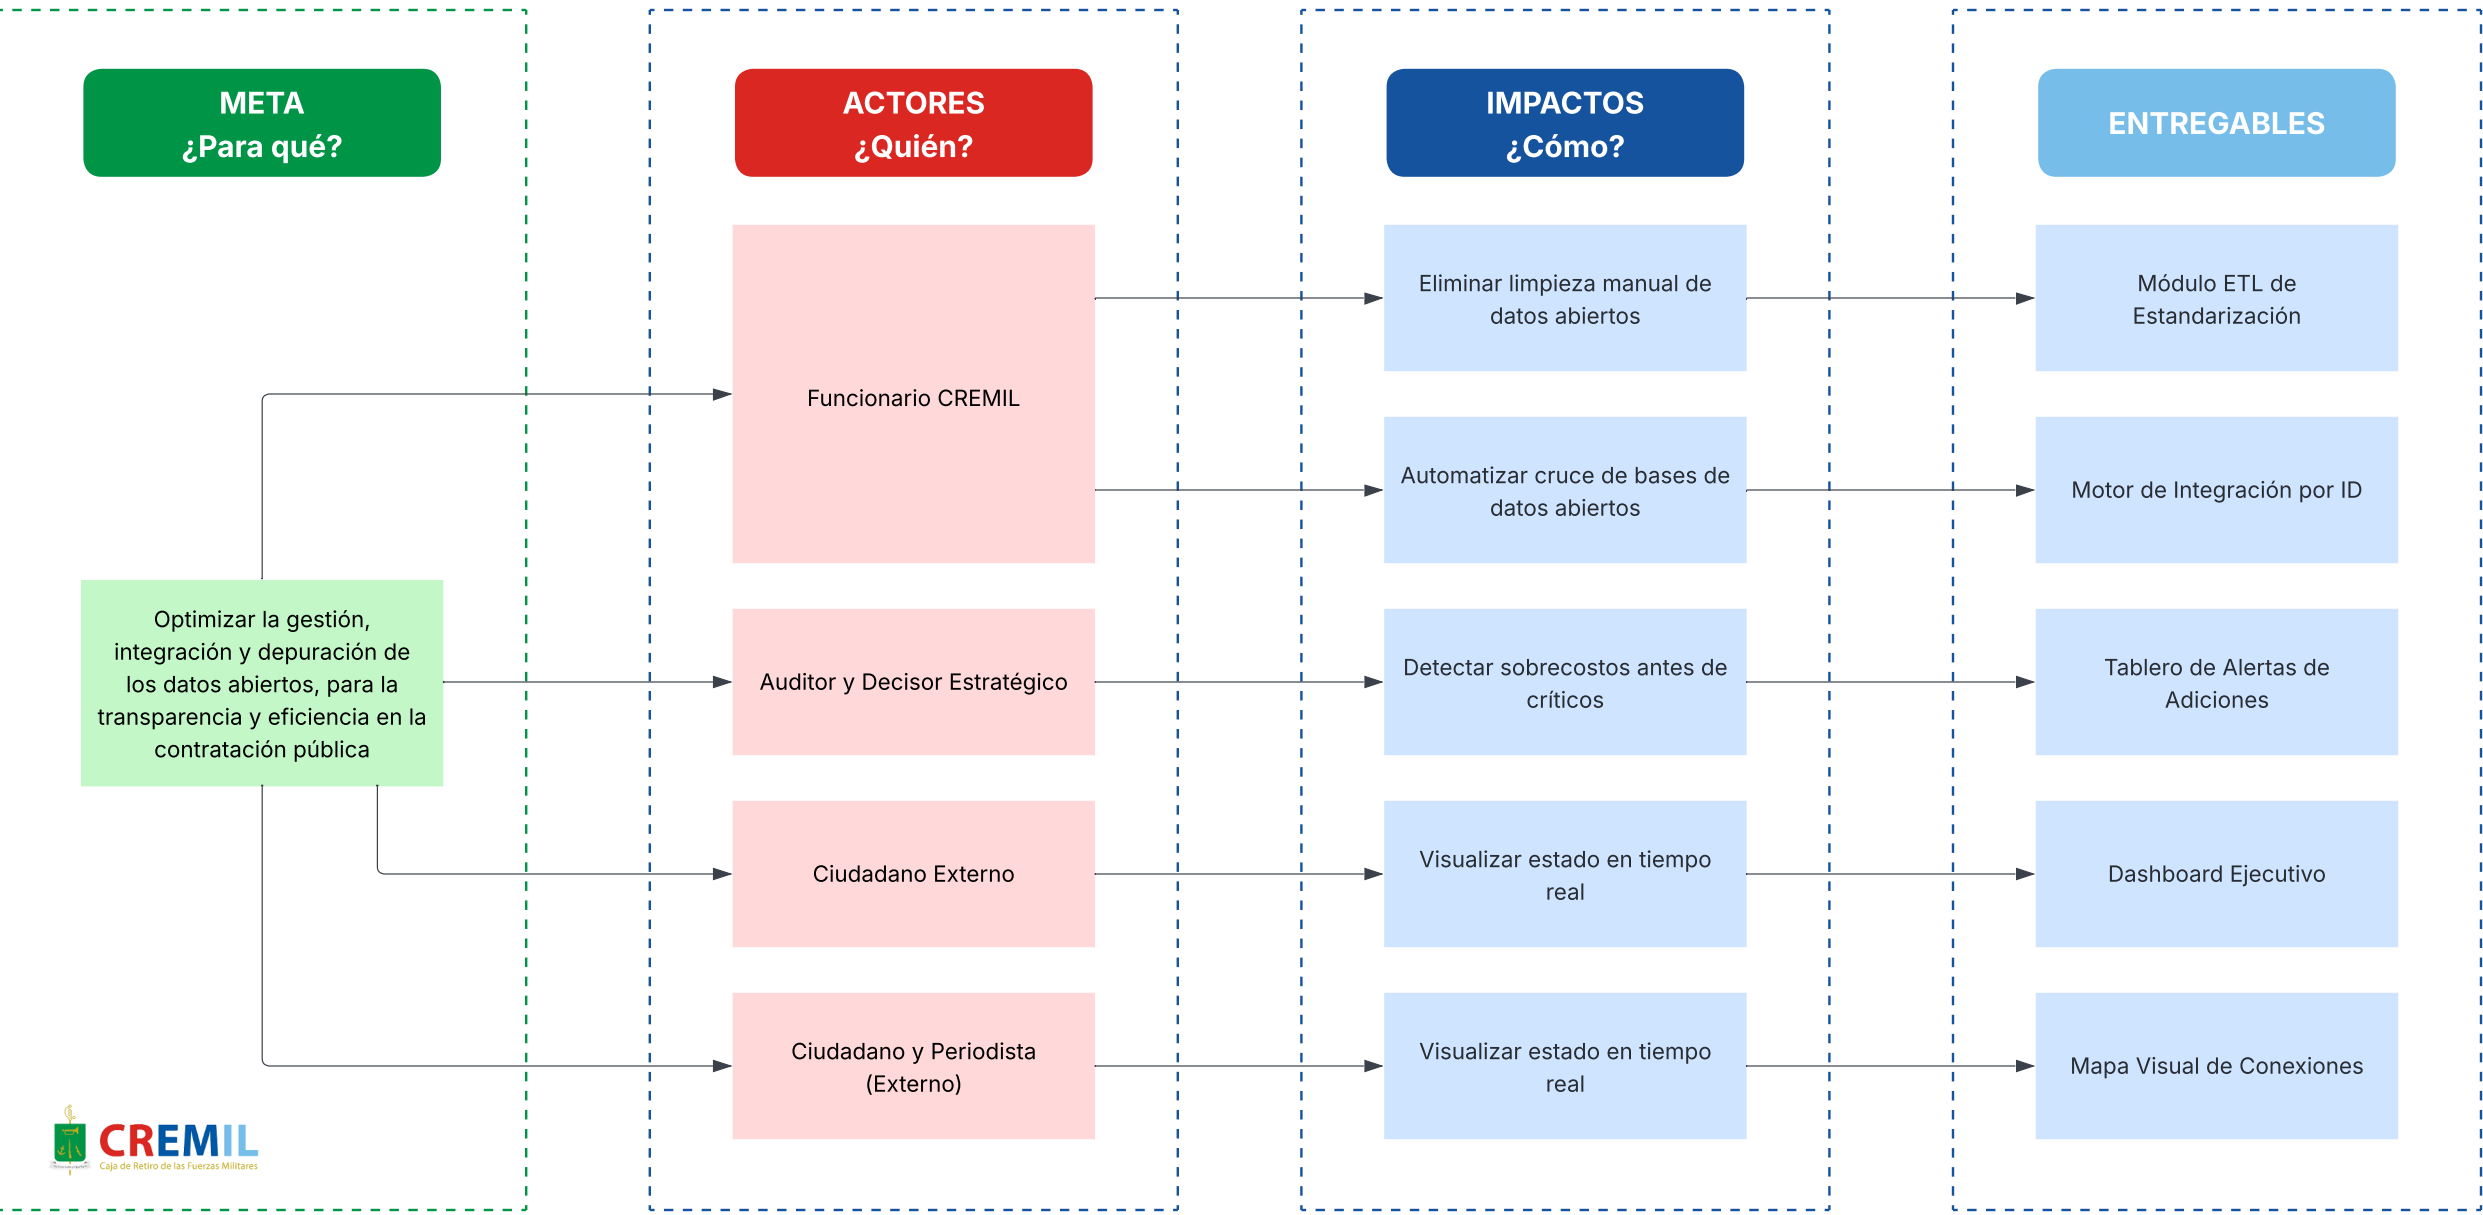 META
¿Para qué?
ACTORES
¿Quién?
IMPACTOS
¿Cómo?
ENTREGABLES
Optimizar la gestión,
integración y depuración de
los datos abiertos, para la
transparencia y eficiencia en la
contratación pública
Funcionario CREMIL
Eliminar limpieza manual de
datos abiertos
Módulo ETL de
Estandarización
Automatizar cruce de bases de
datos abiertos
Motor de Integración por ID
Auditor y Decisor Estratégico
Detectar sobrecostos antes de
críticos
Tablero de Alertas de
Adiciones
Ciudadano Externo
Visualizar estado en tiempo
real
Dashboard Ejecutivo
Ciudadano y Periodista
(Externo)
Visualizar estado en tiempo
real
Mapa Visual de Conexiones
CREMIL
Caja de Retiro de las Fuerzas Militares